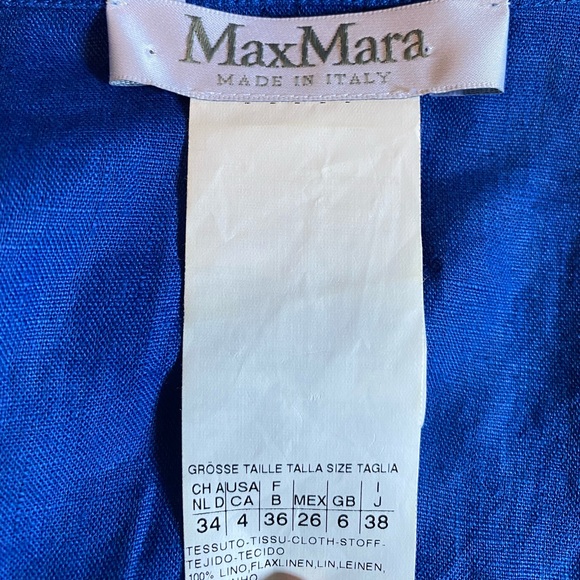 MaxMara
MADE IN ITALY
GRÖSSE TAILLE TALLA SIZE TAGLIA
CH A USA F I
NL D CA B MEX GB J
34 4 36 26 6 38
TESSUTO-TISSU-CLOTH-STOFF-
TEJIDO-TECIDO
100% LINO,FLAXLINEN,LIN,LEINEN,